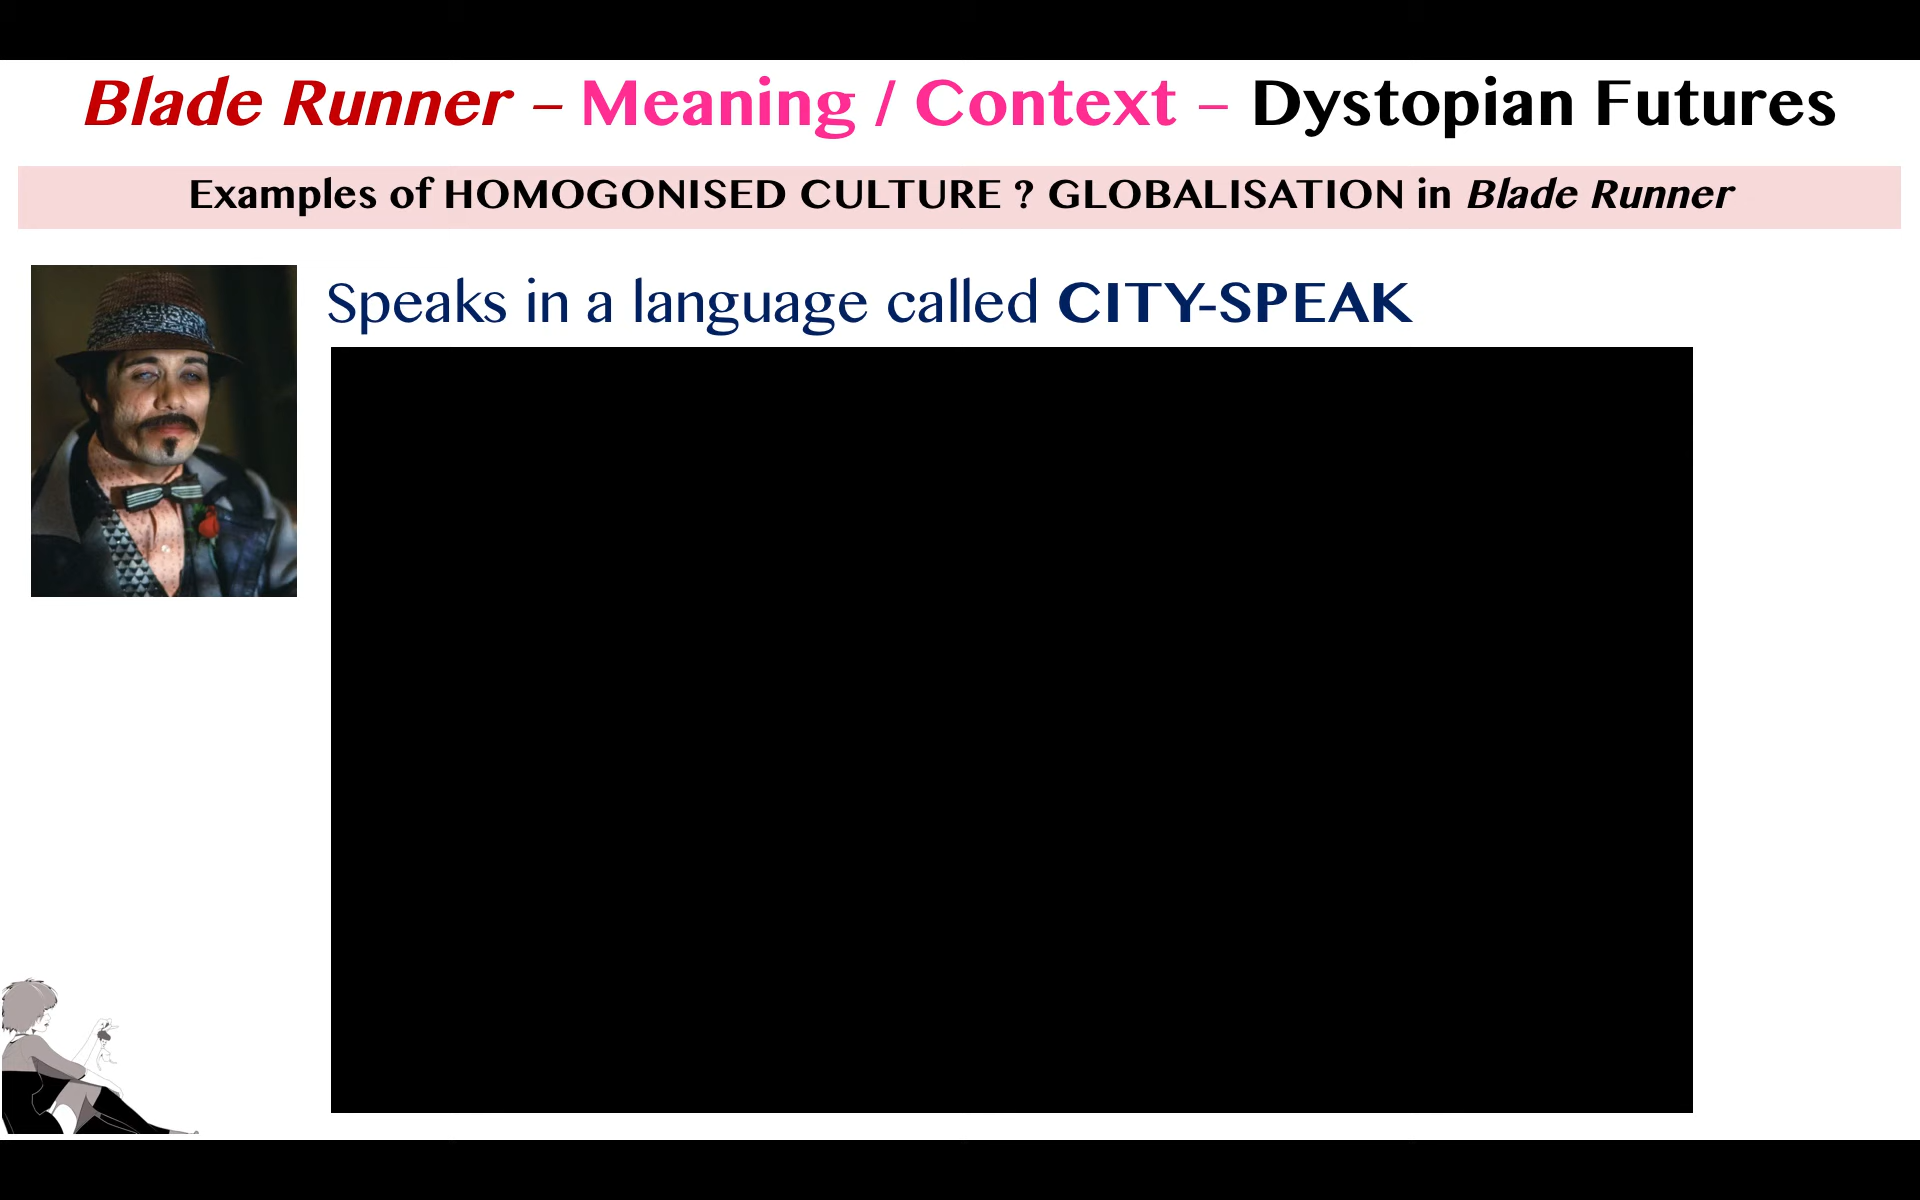 Blade Runner – Meaning / Context – Dystopian Futures
Examples of HOMOGONISED CULTURE ? GLOBALISATION in Blade Runner
Speaks in a language called CITY-SPEAK